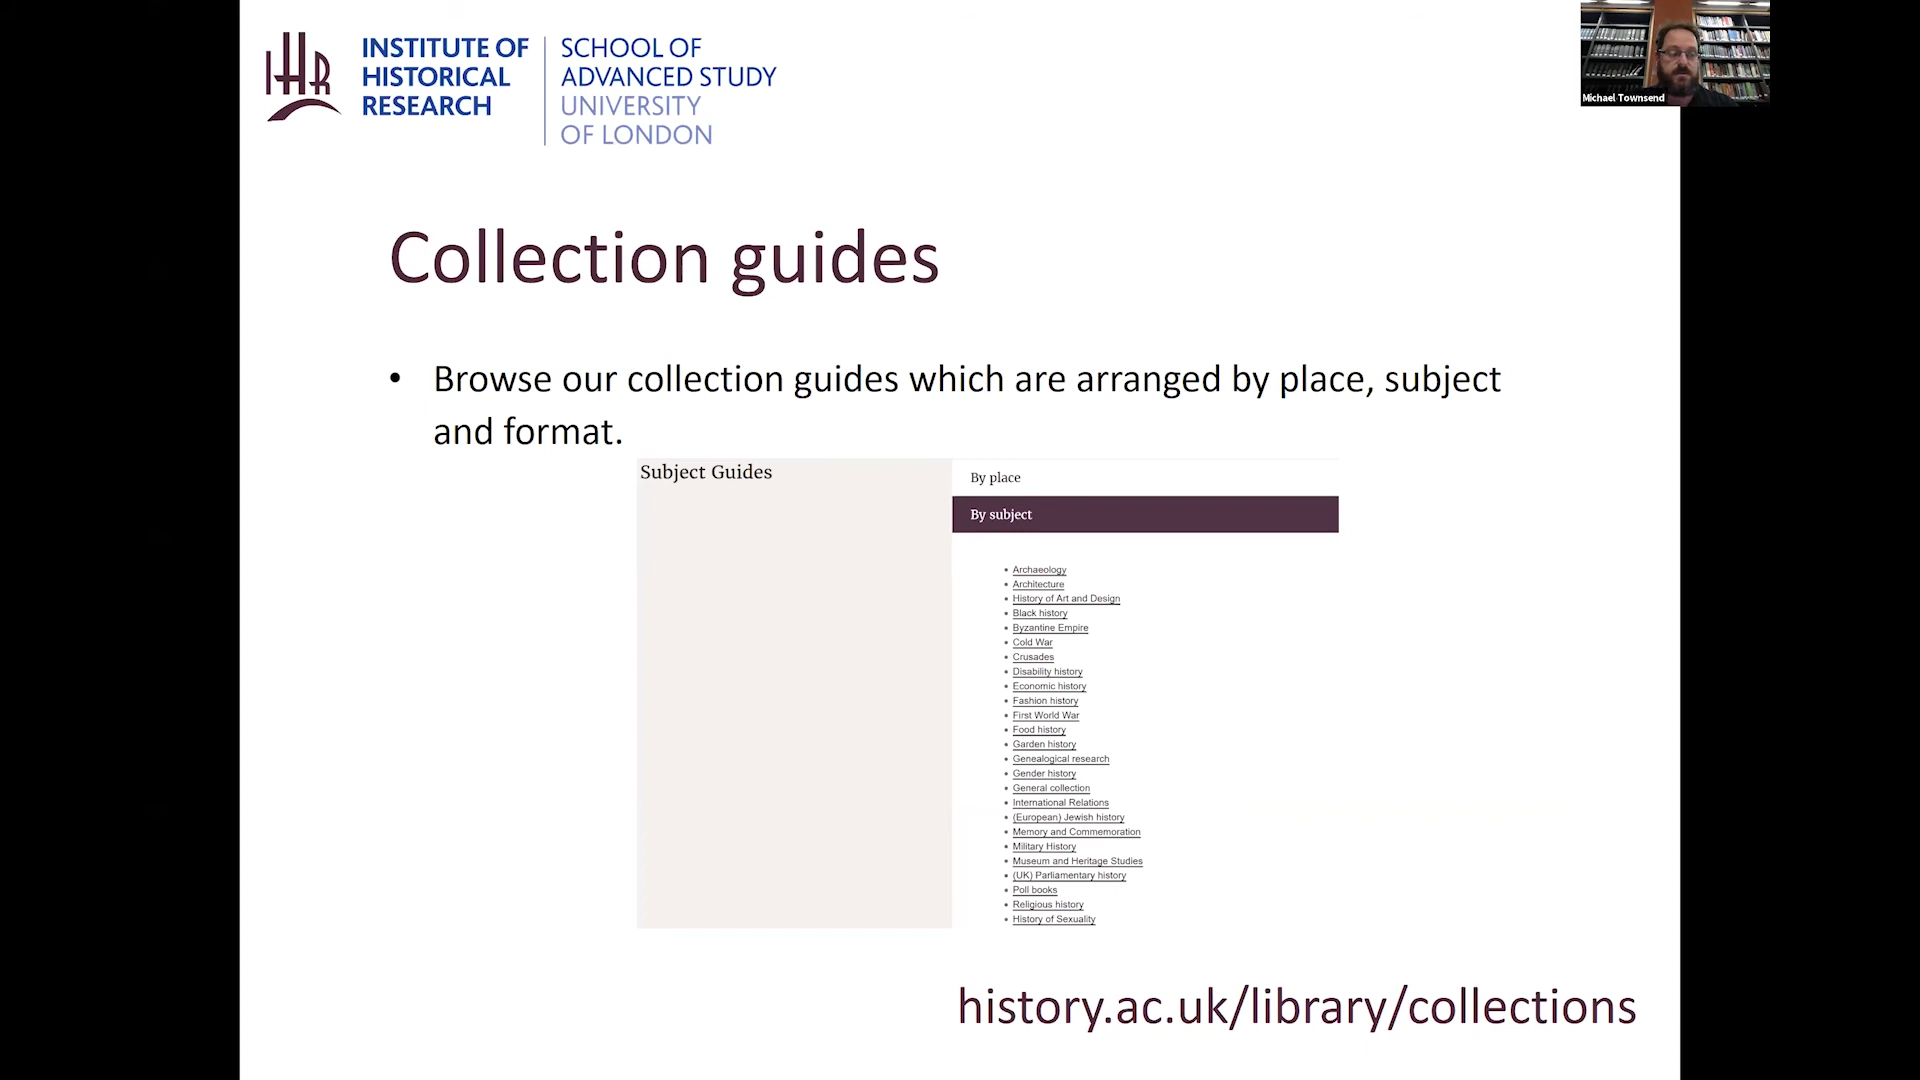 IHR
INSTITUTE OF
HISTORICAL
RESEARCH
SCHOOL OF
ADVANCED STUDY
UNIVERSITY
OF LONDON
Michael Townsend
Collection guides
• Browse our collection guides which are arranged by place, subject
and format.
Subject Guides
By place
By subject
• Archaeology
• Architecture
• History of Art and Design
• Black history
• Byzantine Empire
• Cold War
• Crusades
• Disability history
• Economic history
• Fashion history
• First World War
• Food history
• Garden history
• Genealogical research
• Gender history
• General collection
• International Relations
• (European) Jewish history
• Memory and Commemoration
• Military History
• Museum and Heritage Studies
• (UK) Parliamentary history
• Poll books
• Religious history
• History of Sexuality
history.ac.uk/library/collections